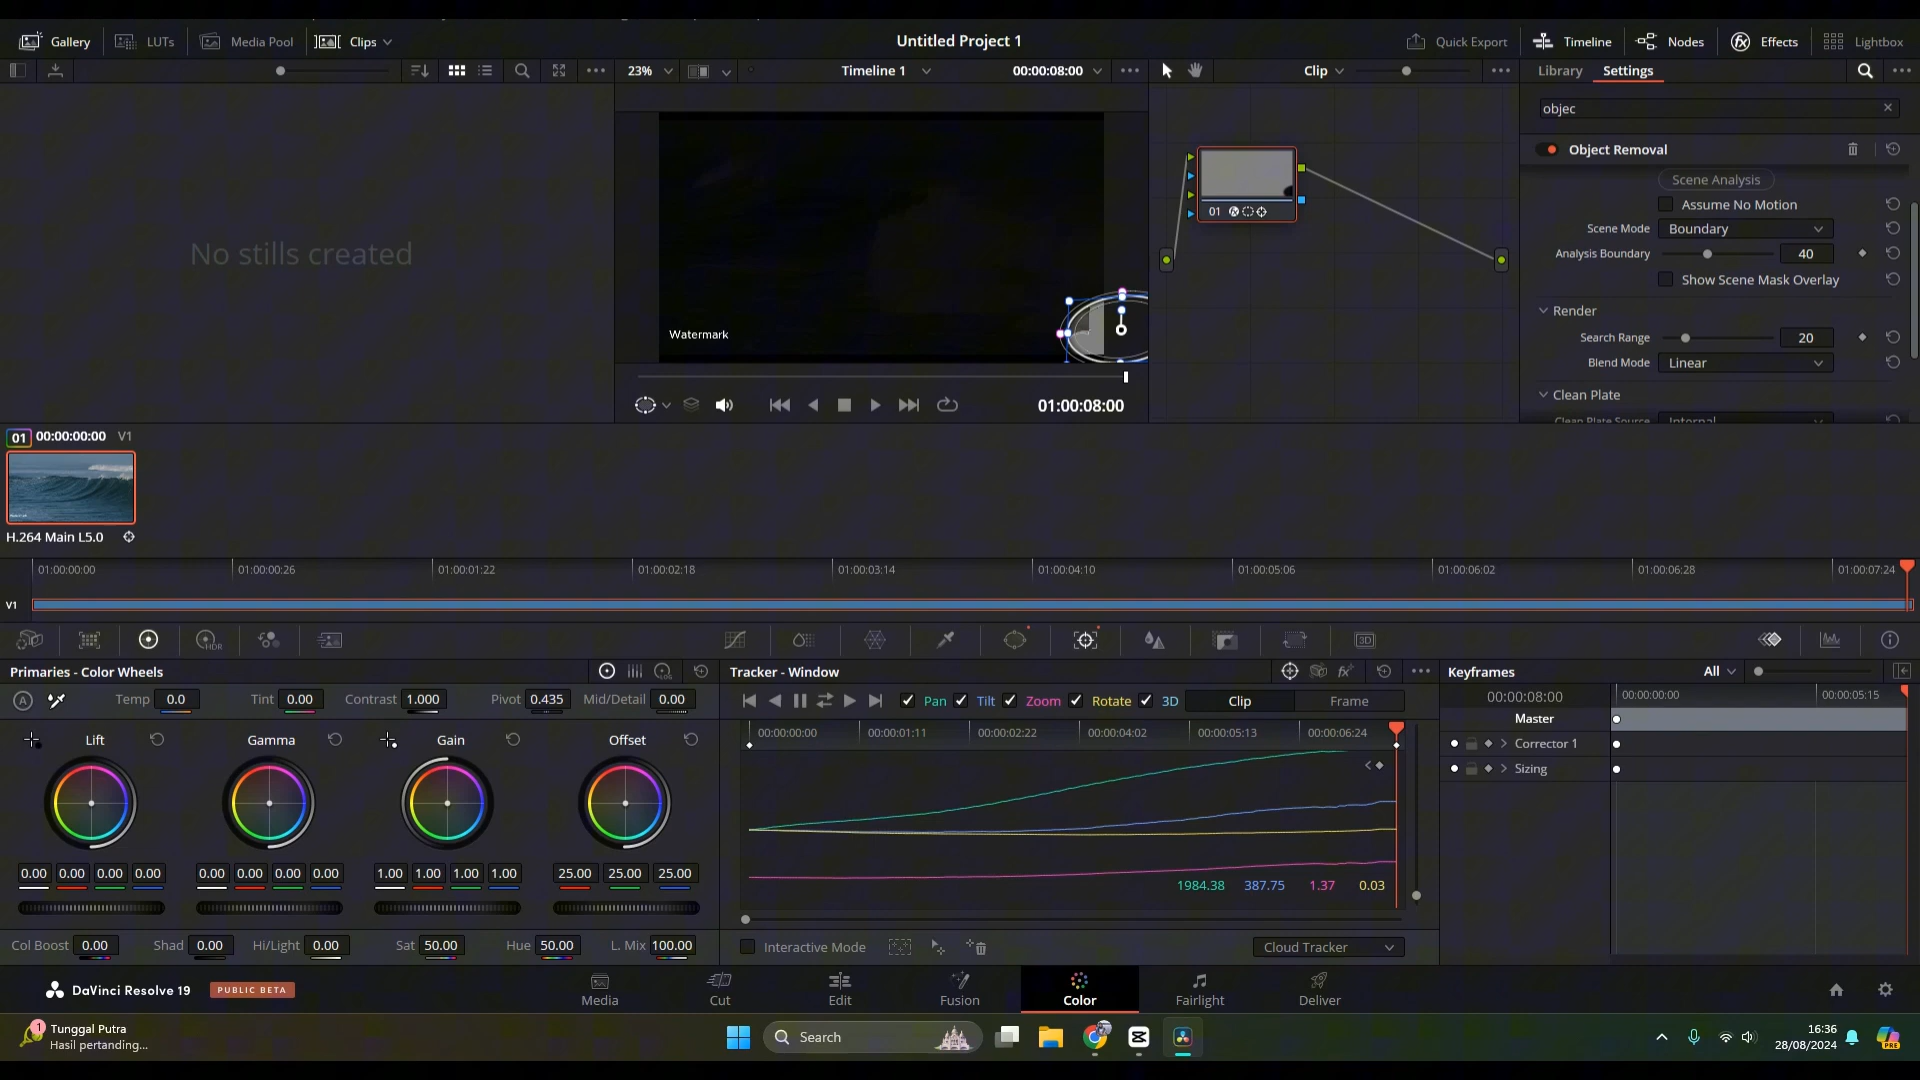 Gallery LUTs Media Pool Clips Untitled Project 1 Quick Export Timeline Nodes Effects Lightbox
23% Timeline 1 00:00:08:00 Clip Library Settings
objec
Object Removal
Scene Analysis
Assume No Motion
Scene Mode Boundary
Analysis Boundary 40
Show Scene Mask Overlay
Render
Search Range 20
Blend Mode Linear
Clean Plate
Clean Plate Source Internal
No stills created
01
Watermark
01:00:08:00
01 00:00:00:00 V1
H.264 Main L5.0
01:00:00:00 01:00:00:26 01:00:01:22 01:00:02:18 01:00:03:14 01:00:04:10 01:00:05:06 01:00:06:02 01:00:06:28 01:00:07:24
V1
HDR 3D
Primaries - Color Wheels Tracker - Window Keyframes All
A Temp 0.0 Tint 0.00 Contrast 1.000 Pivot 0.435 Mid/Detail 0.00
Pan Tilt Zoom Rotate 3D Clip Frame
00:00:08:00 00:00:00:00 00:00:05:15
Master
Corrector 1
Sizing
Lift Gamma Gain Offset
00:00:00:00 00:00:01:11 00:00:02:22 00:00:04:02 00:00:05:13 00:00:06:24
0.00 0.00 0.00 0.00 0.00 0.00 0.00 0.00 1.00 1.00 1.00 1.00 25.00 25.00 25.00
1984.38 387.75 1.37 0.03
Col Boost 0.00 Shad 0.00 Hi/Light 0.00 Sat 50.00 Hue 50.00 L. Mix 100.00
Interactive Mode Cloud Tracker
DaVinci Resolve 19 PUBLIC BETA
Media Cut Edit Fusion Color Fairlight Deliver
1
Tunggal Putra
Hasil pertanding...
Search
16:36
28/08/2024
PRE